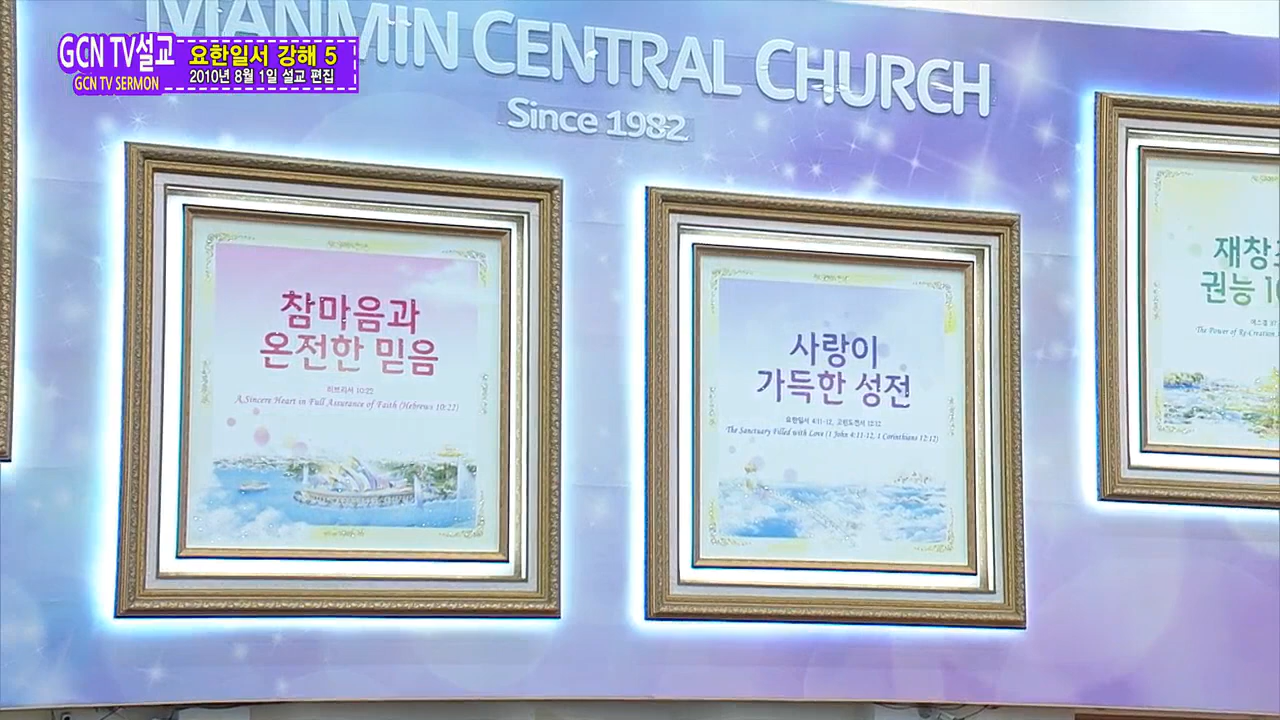 GCN TV설교
GCN TV SERMON
요한일서 강해 5
2010년 8월 1일 설교 편집
MANMIN CENTRAL CHURCH
Since 1982
참마음과
온전한 믿음
히브리서 10:22
A Sincere Heart in Full Assurance of Faith (Hebrews 10:22)
사랑이
가득한 성전
요한일서 4:11-12, 고린도전서 12:12
The Sanctuary Filled with Love (1 John 4:11-12, 1 Corinthians 12:12)
재창
권능
The Power of Re-Creation